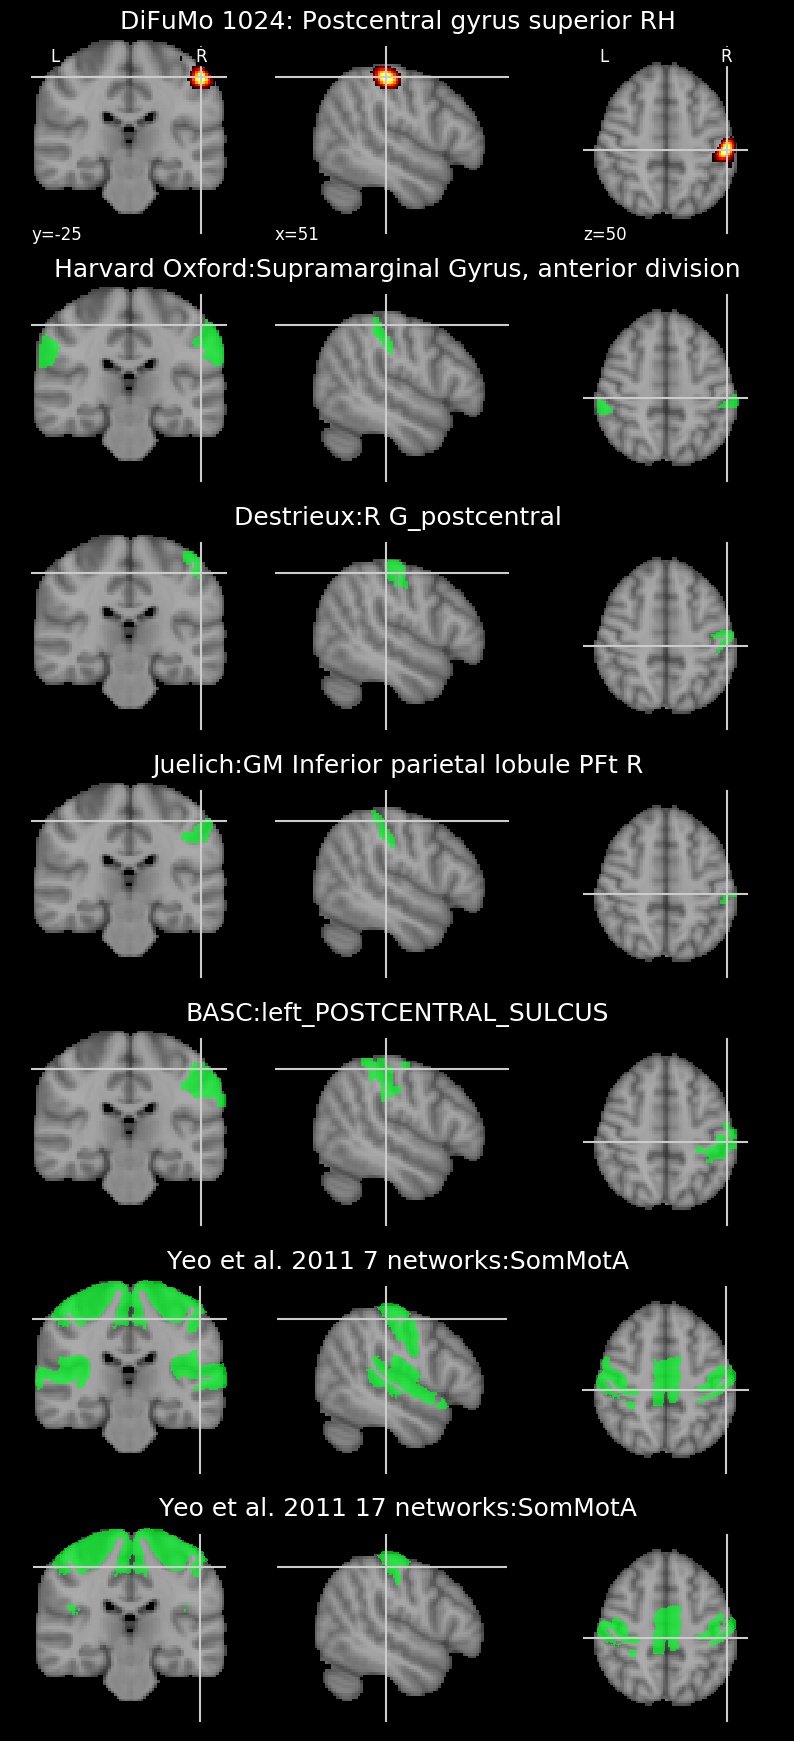 DiFuMo 1024: Postcentral gyrus superior RH
L R L R
y=-25 x=51 z=50
Harvard Oxford:Supramarginal Gyrus, anterior division
Destrieux:R G_postcentral
Juelich:GM Inferior parietal lobule PFt R
BASC:left_POSTCENTRAL_SULCUS
Yeo et al. 2011 7 networks:SomMotA
Yeo et al. 2011 17 networks:SomMotA